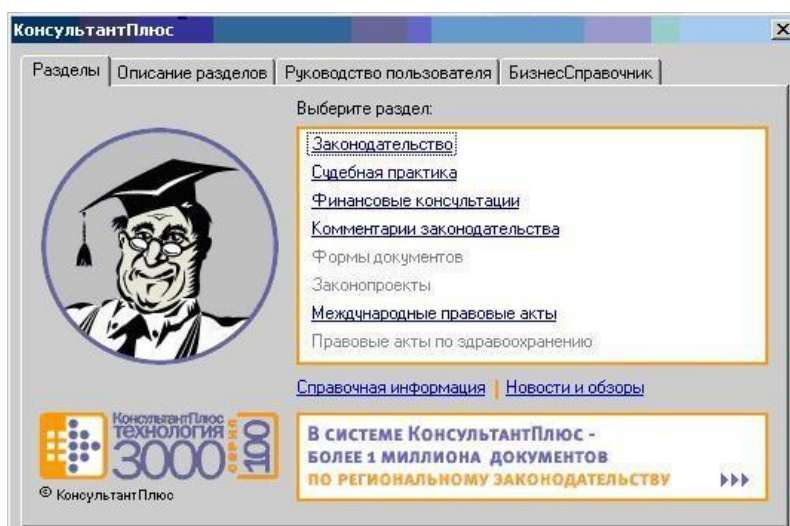 КонсультантПлюс
Разделы Описание разделов Руководство пользователя БизнесСправочник
Выберите раздел:
Законодательство
Судебная практика
Финансовые консультации
Комментарии законодательства
Формы документов
Законопроекты
Международные правовые акты
Правовые акты по здравоохранению
Справочная информация | Новости и обзоры
КонсультантПлюс
ТЕХНОЛОГИЯ
3000
СЕРИЯ 100
© КонсультантПлюс
В СИСТЕМЕ КОНСУЛЬТАНТПЛЮС -
БОЛЕЕ 1 МИЛЛИОНА ДОКУМЕНТОВ
ПО РЕГИОНАЛЬНОМУ ЗАКОНОДАТЕЛЬСТВУ